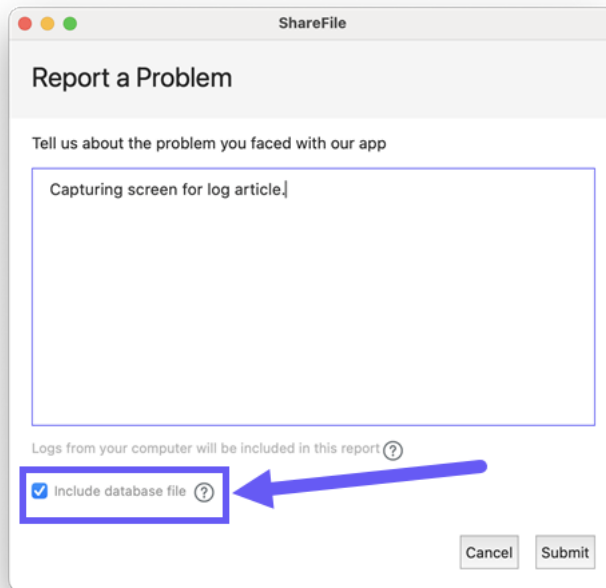 ShareFile
Report a Problem
Tell us about the problem you faced with our app
Capturing screen for log article.
Logs from your computer will be included in this report ?
Include database file ?
Cancel Submit